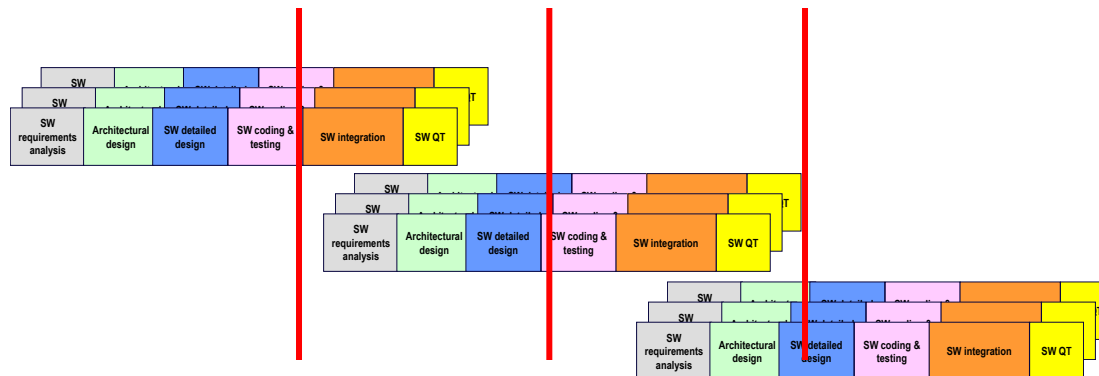 SW
SW
SW
requirements
analysis
Architectural
design
SW detailed
design
SW coding &
testing
SW integration
SW QT
SW
SW
SW
requirements
analysis
Architectural
design
SW detailed
design
SW coding &
testing
SW integration
SW QT
SW
SW
SW
requirements
analysis
Architectural
design
SW detailed
design
SW coding &
testing
SW integration
SW QT